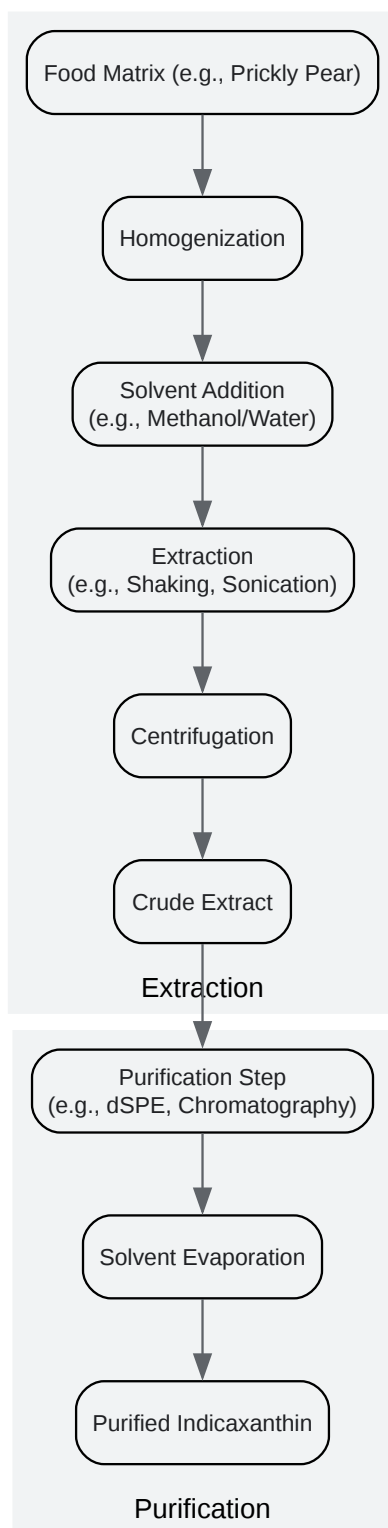 Food Matrix (e.g., Prickly Pear)
Homogenization
Solvent Addition
(e.g., Methanol/Water)
Extraction
(e.g., Shaking, Sonication)
Centrifugation
Crude Extract
Extraction
Purification Step
(e.g., dSPE, Chromatography)
Solvent Evaporation
Purified Indicaxanthin
Purification